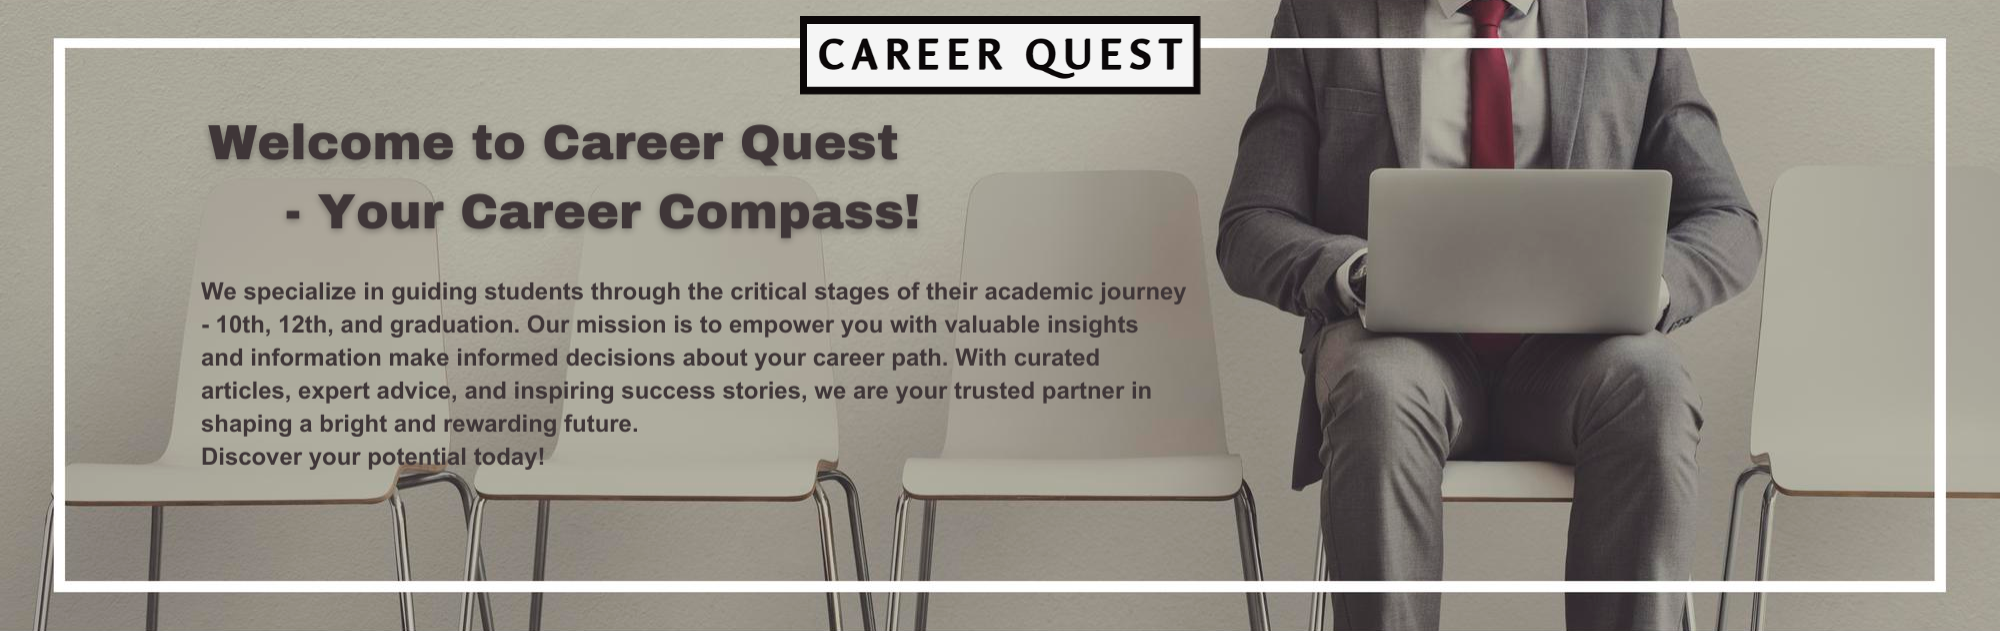 CAREER QUEST
Welcome to Career Quest
- Your Career Compass!
We specialize in guiding students through the critical stages of their academic journey
- 10th, 12th, and graduation. Our mission is to empower you with valuable insights
and information make informed decisions about your career path. With curated
articles, expert advice, and inspiring success stories, we are your trusted partner in
shaping a bright and rewarding future.
Discover your potential today!